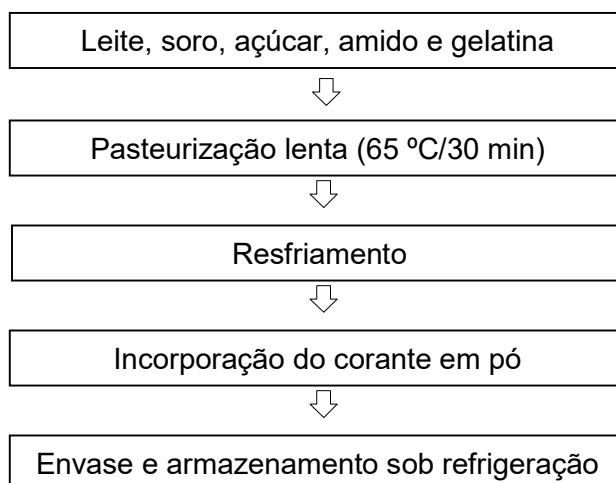 Leite, soro, açúcar, amido e gelatina
Pasteurização lenta (65 ºC/30 min)
Resfriamento
Incorporação do corante em pó
Envase e armazenamento sob refrigeração